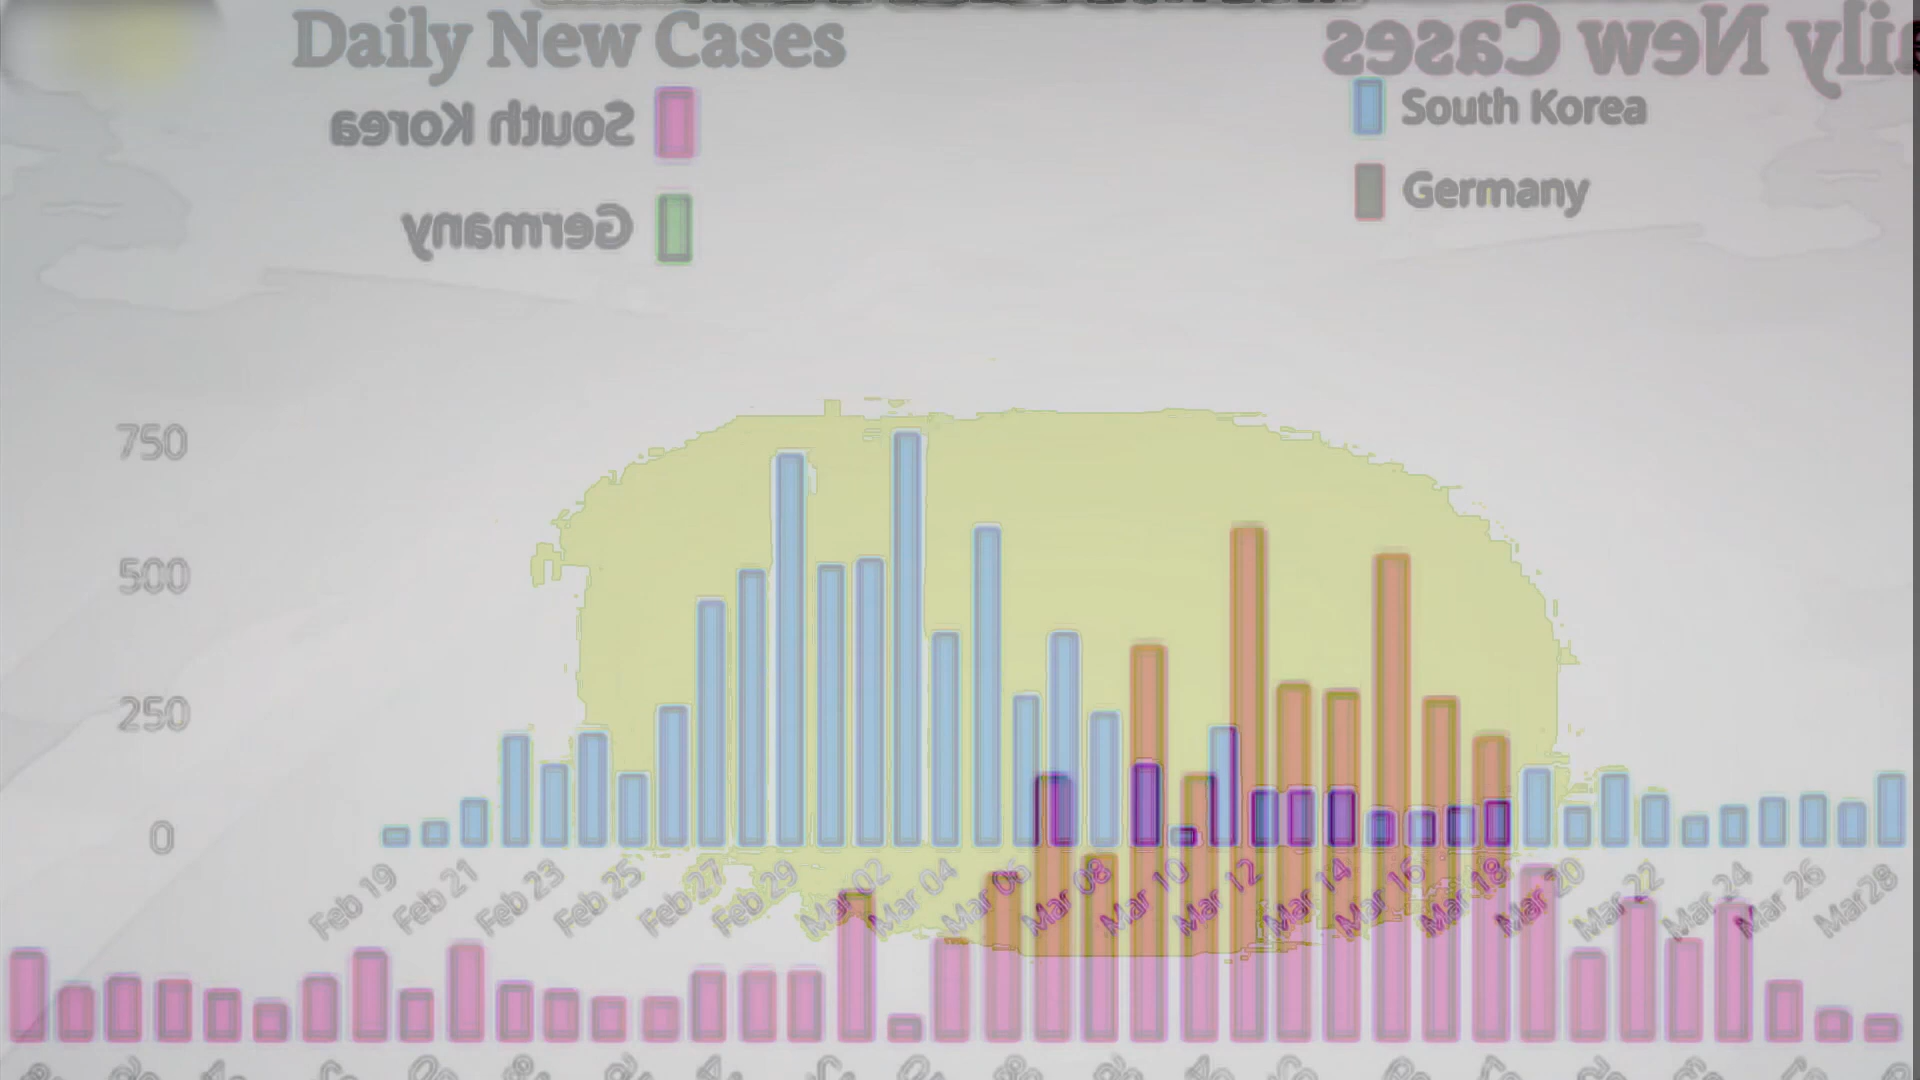 Daily New Cases
South Korea
Germany
South Korea
Germany
ily New Cases
750
500
250
0
Feb 19
Feb 21
Feb 23
Feb 25
Feb 27
Feb 29
Mar 02
Mar 04
Mar 06
Mar 08
Mar 10
Mar 12
Mar 14
Mar 16
Mar 18
Mar 20
Mar 22
Mar 24
Mar 26
Mar28